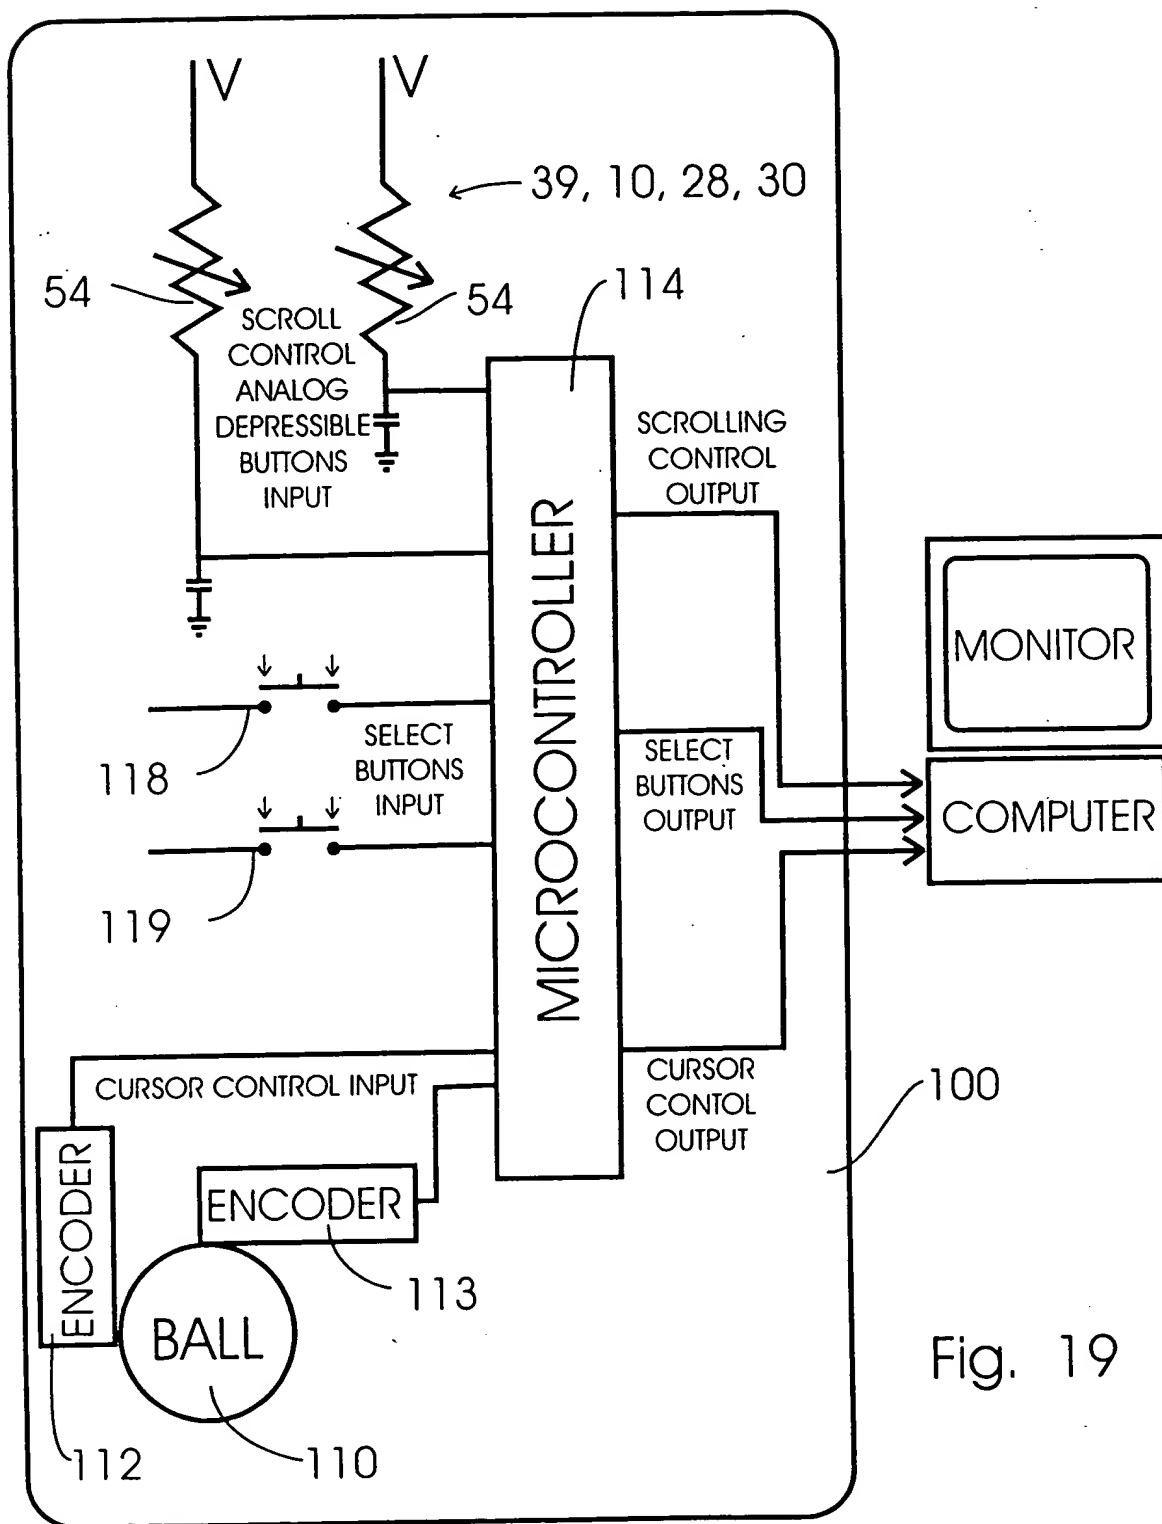 V
V
39, 10, 28, 30
54
54
114
SCROLL
CONTROL
ANALOG
DEPRESSIBLE
BUTTONS
INPUT
SCROLLING
CONTROL
OUTPUT
MICROCONTROLLER
MONITOR
118
SELECT
BUTTONS
INPUT
SELECT
BUTTONS
OUTPUT
COMPUTER
119
CURSOR CONTROL INPUT
CURSOR
CONTOL
OUTPUT
100
ENCODER
ENCODER
113
BALL
112
110
Fig. 19